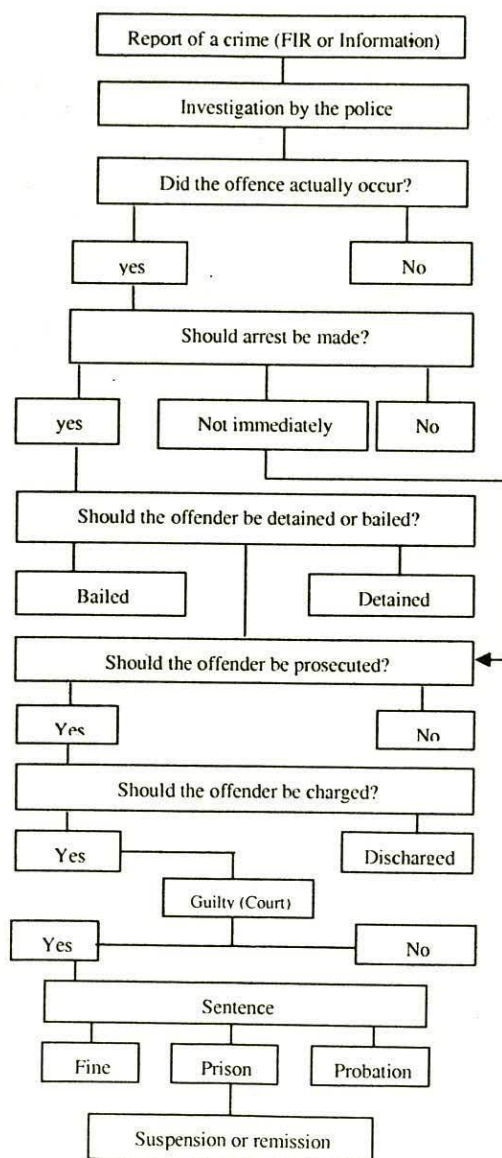 Report of a crime (FIR or Information)
Investigation by the police
Did the offence actually occur?
yes
No
Should arrest be made?
yes
Not immediately
No
Should the offender be detained or bailed?
Bailed
Detained
Should the offender be prosecuted?
Yes
No
Should the offender be charged?
Yes
Discharged
Guilty (Court)
Yes
No
Sentence
Fine
Prison
Probation
Suspension or remission